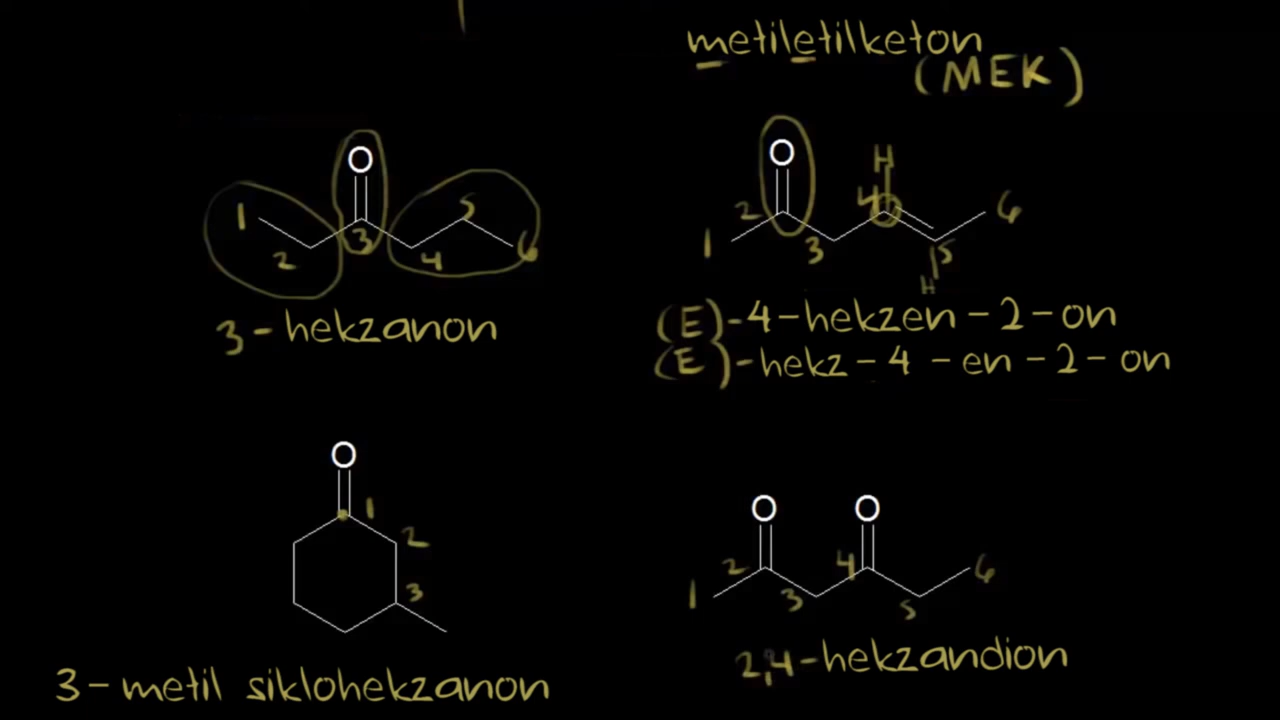 metiletilketon
(MEK)
O
1 2 3 4 5 6
3-hekzanon
O
H
1 2 3 4 5 6
H
(E)-4-hekzen-2-on
(E)-hekz-4-en-2-on
O
1
2
3
3-metil siklohekzanon
O O
1 2 3 4 5 6
2,4-hekzandion